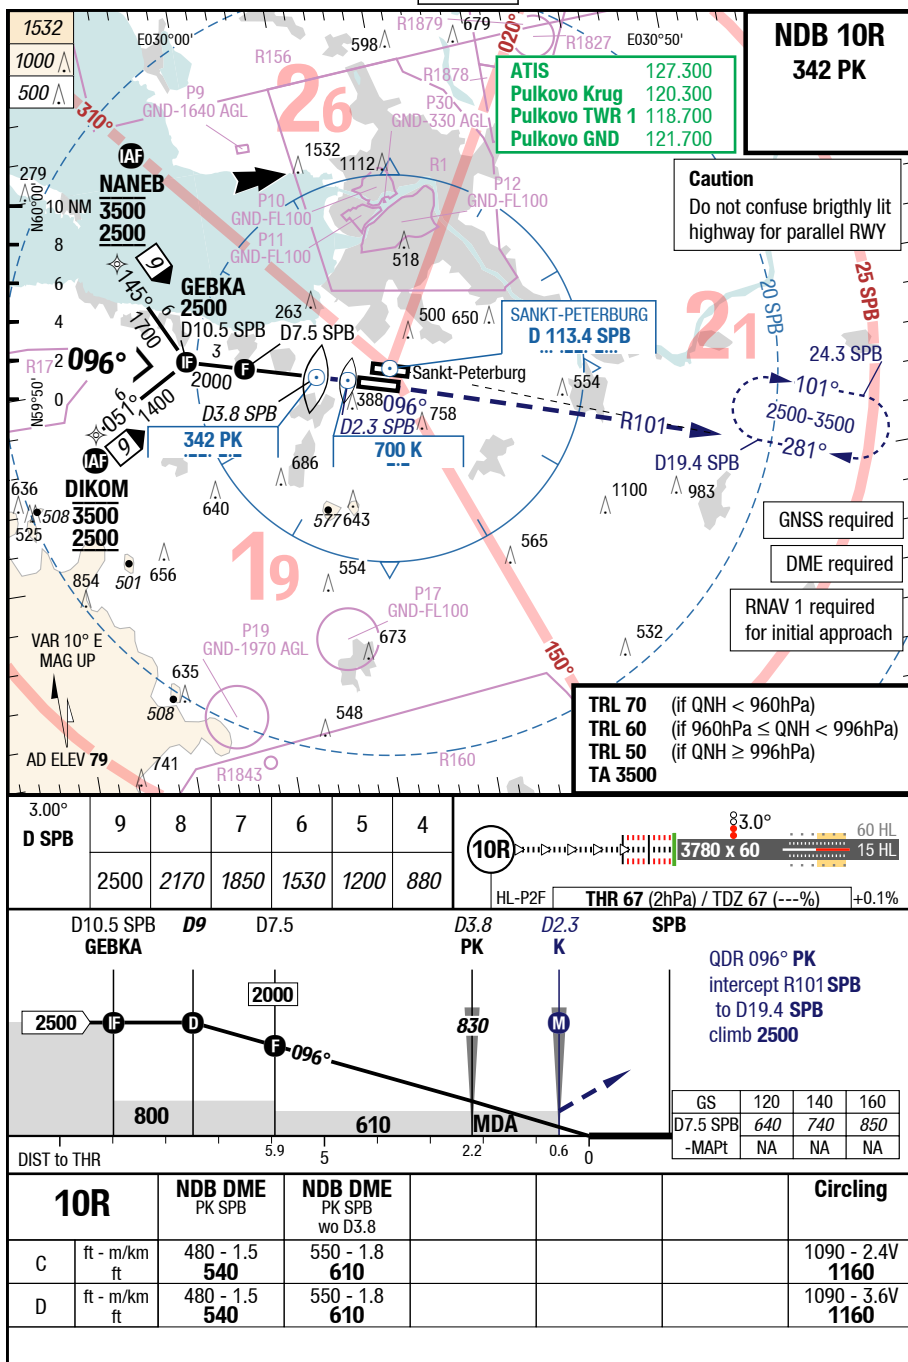 NDB 10R
342 PK
1532
1000
500
E030°00'
E030°50'
R1879
679
598
020°
R1827
R156
R1878
P9
GND-1640 AGL
26
P30
GND-330 AGL
ATIS 127.300
Pulkovo Krug 120.300
Pulkovo TWR 1 118.700
Pulkovo GND 121.700
310°
IAF
NANEB
3500
2500
279
N60°00'
10 NM
8
6
4
2
0
N59°50'
1532
1112
R1
P10
GND-FL100
P12
GND-FL100
P11
GND-FL100
518
Caution
Do not confuse brigthly lit
highway for parallel RWY
25 SPB
20 SPB
9
145°
6
1700
GEBKA
2500
D10.5 SPB
263
D7.5 SPB
500
650
SANKT-PETERBURG
D 113.4 SPB
21
24.3 SPB
R17
096°
IF
3
F
2000
Sankt-Peterburg
554
101°
2500-3500
281°
6
051°
1400
9
D3.8 SPB
388
096°
758
D2.3 SPB
R101
D19.4 SPB
342 PK
700 K
IAF
DIKOM
3500
2500
636
508
525
686
640
577
643
1100
983
GNSS required
DME required
RNAV 1 required
for initial approach
19
565
554
656
501
854
P17
GND-FL100
673
532
150°
VAR 10° E
MAG UP
P19
GND-1970 AGL
635
508
548
AD ELEV 79
741
R1843
R160
TRL 70 (if QNH < 960hPa)
TRL 60 (if 960hPa ≤ QNH < 996hPa)
TRL 50 (if QNH ≥ 996hPa)
TA 3500
3.00°
D SPB 9 8 7 6 5 4
2500 2170 1850 1530 1200 880
10R
3.0°
3780 x 60
60 HL
15 HL
HL-P2F THR 67 (2hPa) / TDZ 67 (---%) +0.1%
D10.5 SPB D9 D7.5 D3.8 D2.3 SPB
GEBKA PK K
2500
IF
D
2000
F
096°
830
M
800
610
MDA
QDR 096° PK
intercept R101 SPB
to D19.4 SPB
climb 2500
GS 120 140 160
D7.5 SPB 640 740 850
-MAPt NA NA NA
DIST to THR 5.9 5 2.2 0.6 0
10R NDB DME NDB DME Circling
PK SPB PK SPB
wo D3.8
C ft - m/km 480 - 1.5 550 - 1.8 1090 - 2.4V
ft 540 610 1160
D ft - m/km 480 - 1.5 550 - 1.8 1090 - 3.6V
ft 540 610 1160